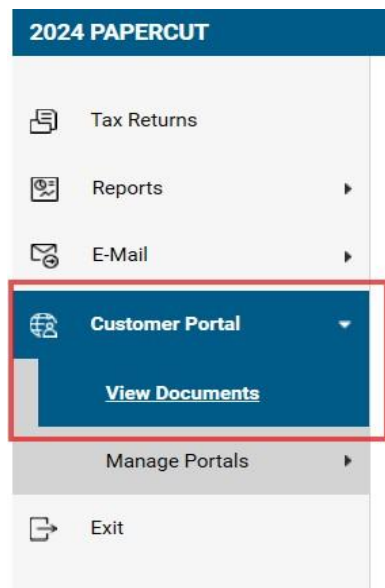 2024 PAPERCUT
Tax Returns
Reports
E-Mail
Customer Portal
View Documents
Manage Portals
Exit